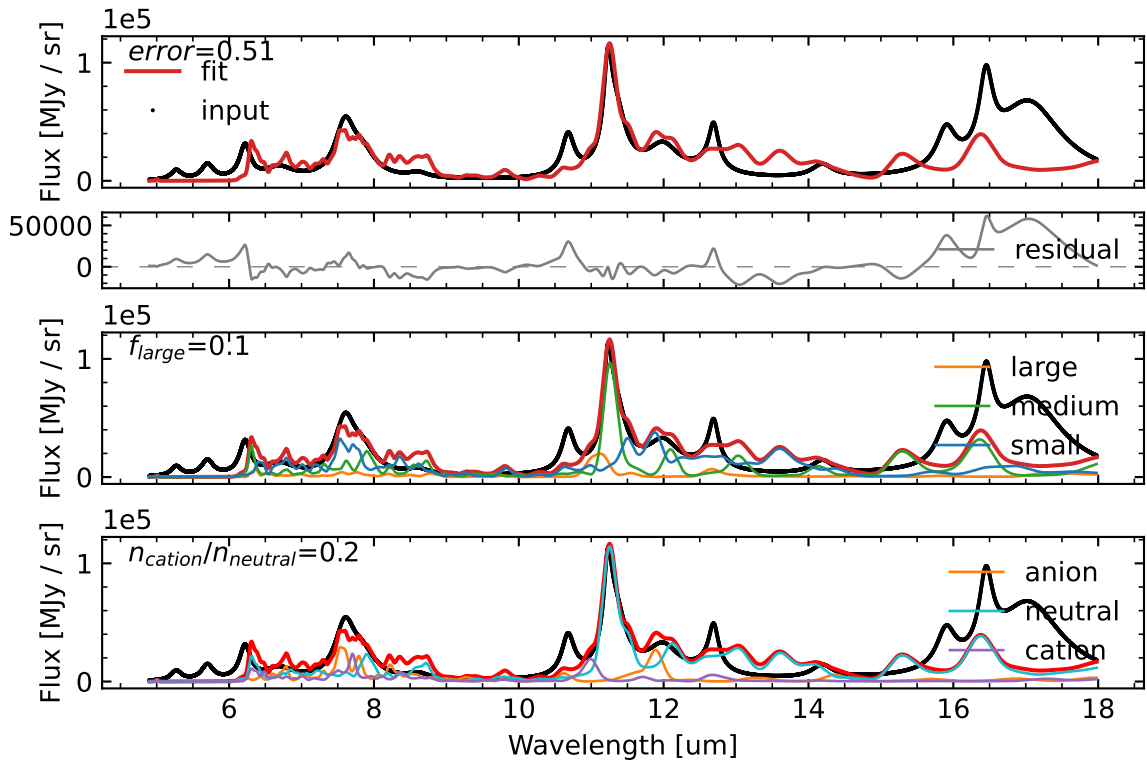 1e5
Flux [MJy / sr]
1
0
error=0.51
fit
input
50000
0
residual
1e5
Flux [MJy / sr]
1
0
f_large=0.1
large
medium
small
1e5
Flux [MJy / sr]
1
0
n_cation/n_neutral=0.2
anion
neutral
cation
6 8 10 12 14 16 18
Wavelength [um]